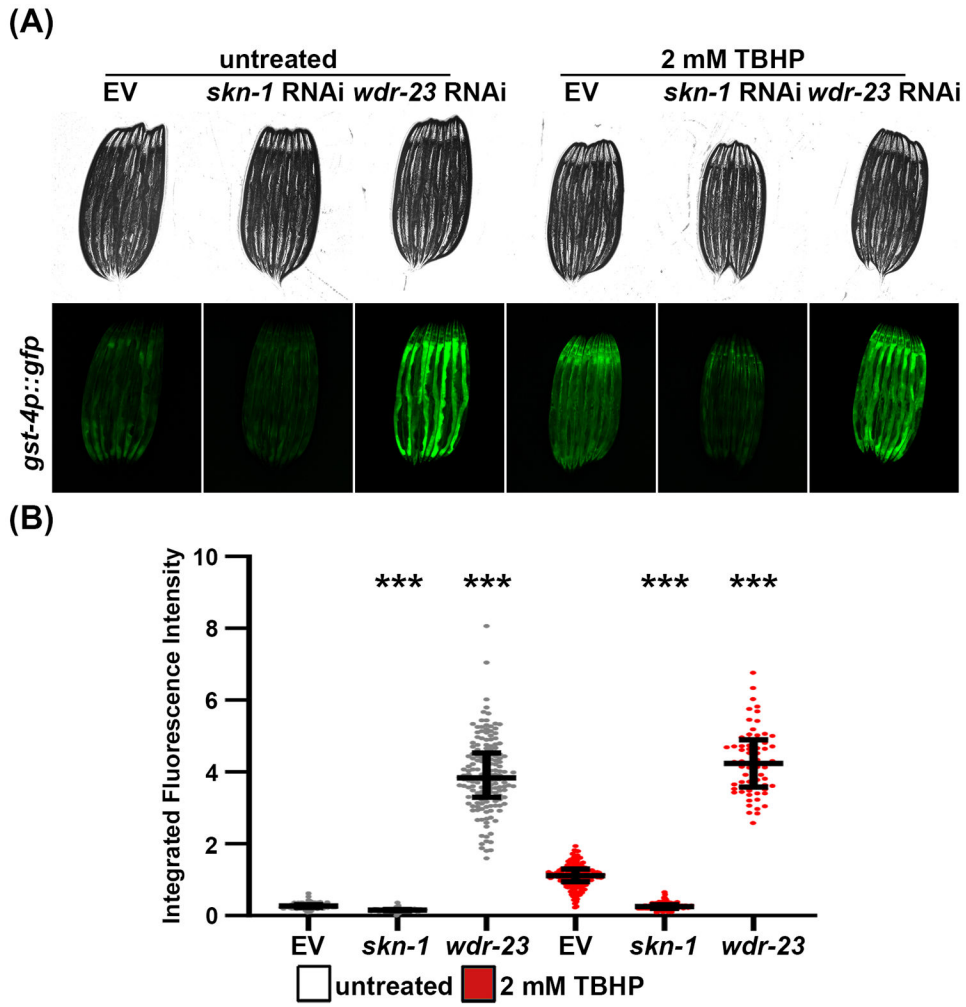 (A)
untreated
2 mM TBHP
EV skn-1 RNAi wdr-23 RNAi EV skn-1 RNAi wdr-23 RNAi
gst-4p::gfp
(B)
Integrated Fluorescence Intensity
10
8
6
4
2
0
*** *** *** ***
EV skn-1 wdr-23 EV skn-1 wdr-23
untreated 2 mM TBHP